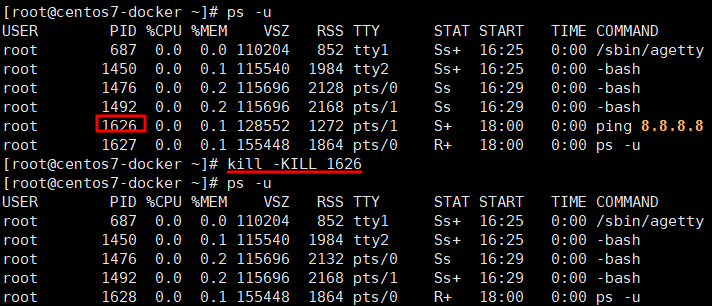 [root@centos7-docker ~]# ps -u
USER       PID %CPU %MEM    VSZ   RSS TTY      STAT START   TIME COMMAND
root       687  0.0  0.0 110204   852 tty1     Ss+  16:25   0:00 /sbin/agetty
root      1450  0.0  0.1 115540  1984 tty2     Ss+  16:25   0:00 -bash
root      1476  0.0  0.2 115696  2128 pts/0    Ss   16:29   0:00 -bash
root      1492  0.0  0.2 115696  2168 pts/1    Ss   16:29   0:00 -bash
root      1626  0.0  0.1 128552  1272 pts/1    S+   18:00   0:00 ping 8.8.8.8
root      1627  0.0  0.1 155448  1864 pts/0    R+   18:00   0:00 ps -u
[root@centos7-docker ~]# kill -KILL 1626
[root@centos7-docker ~]# ps -u
USER       PID %CPU %MEM    VSZ   RSS TTY      STAT START   TIME COMMAND
root       687  0.0  0.0 110204   852 tty1     Ss+  16:25   0:00 /sbin/agetty
root      1450  0.0  0.1 115540  1984 tty2     Ss+  16:25   0:00 -bash
root      1476  0.0  0.2 115696  2132 pts/0    Ss   16:29   0:00 -bash
root      1492  0.0  0.2 115696  2168 pts/1    Ss+  16:29   0:00 -bash
root      1628  0.0  0.1 155448  1864 pts/0    R+   18:00   0:00 ps -u